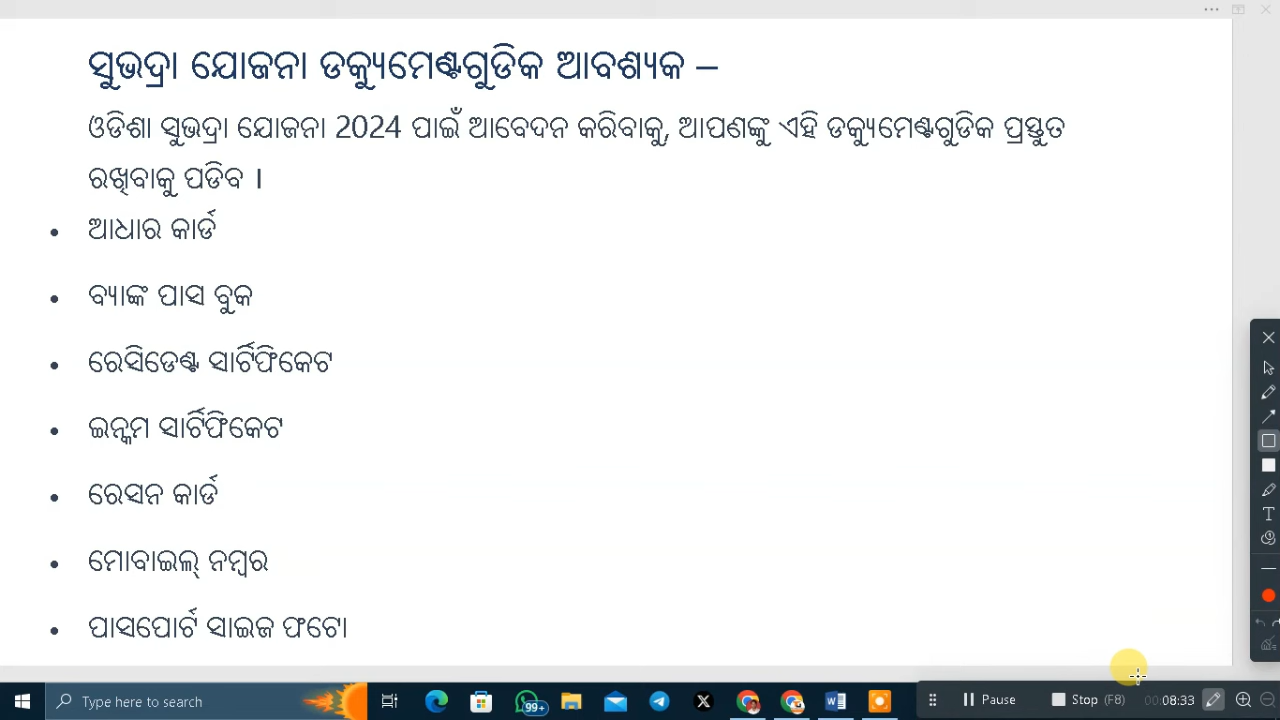 ସୁଭଦ୍ରା ଯୋଜନା ଡକ୍ୟୁମେଣ୍ଟଗୁଡିକ ଆବଶ୍ୟକ –
ଓଡିଶା ସୁଭଦ୍ରା ଯୋଜନା 2024 ପାଇଁ ଆବେଦନ କରିବାକୁ, ଆପଣଙ୍କୁ ଏହି ଡକ୍ୟୁମେଣ୍ଟଗୁଡିକ ପ୍ରସ୍ତୁତ
ରଖିବାକୁ ପଡିବ ।
• ଆଧାର କାର୍ଡ
• ବ୍ୟାଙ୍କ ପାସ ବୁକ
• ରେସିଡେଣ୍ଟ ସାର୍ଟିଫିକେଟ
• ଇନ୍କମ ସାର୍ଟିଫିକେଟ
• ରେସନ କାର୍ଡ
• ମୋବାଇଲ୍ ନମ୍ବର
• ପାସପୋର୍ଟ ସାଇଜ ଫଟୋ
Type here to search
99+
Pause
Stop (F8)
00:08:33